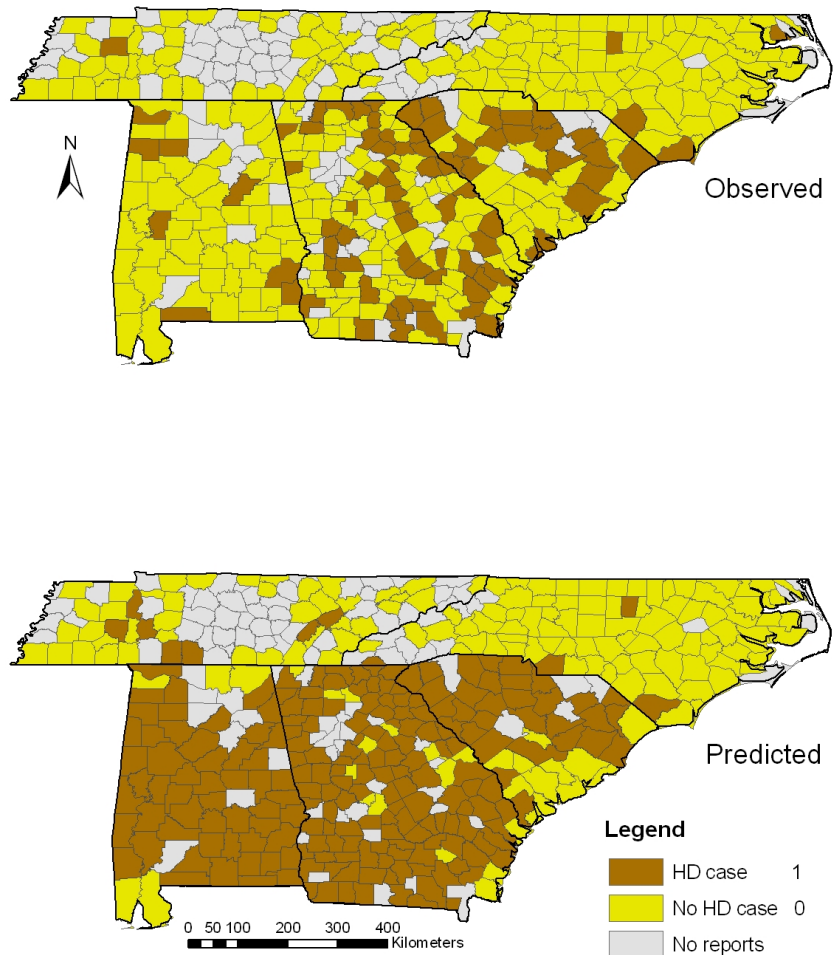 N
Observed
Predicted
Legend
HD case 1
No HD case 0
No reports
0 50 100 200 300 400
Kilometers